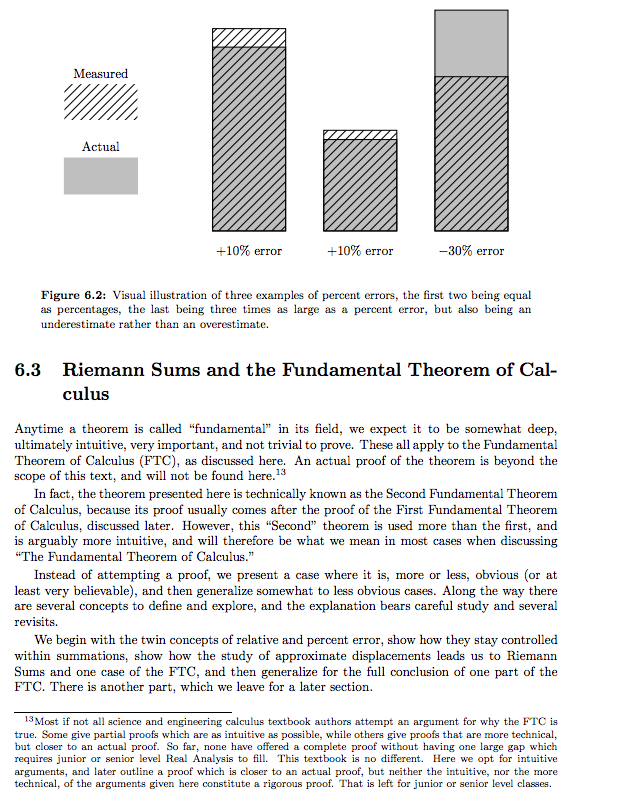 Measured
Actual
+10% error
+10% error
−30% error
Figure 6.2: Visual illustration of three examples of percent errors, the first two being equal
as percentages, the last being three times as large as a percent error, but also being an
underestimate rather than an overestimate.
6.3 Riemann Sums and the Fundamental Theorem of Cal-
culus
Anytime a theorem is called “fundamental” in its field, we expect it to be somewhat deep,
ultimately intuitive, very important, and not trivial to prove. These all apply to the Fundamental
Theorem of Calculus (FTC), as discussed here. An actual proof of the theorem is beyond the
scope of this text, and will not be found here.13
In fact, the theorem presented here is technically known as the Second Fundamental Theorem
of Calculus, because its proof usually comes after the proof of the First Fundamental Theorem
of Calculus, discussed later. However, this “Second” theorem is used more than the first, and
is arguably more intuitive, and will therefore be what we mean in most cases when discussing
“The Fundamental Theorem of Calculus.”
Instead of attempting a proof, we present a case where it is, more or less, obvious (or at
least very believable), and then generalize somewhat to less obvious cases. Along the way there
are several concepts to define and explore, and the explanation bears careful study and several
revisits.
We begin with the twin concepts of relative and percent error, show how they stay controlled
within summations, show how the study of approximate displacements leads us to Riemann
Sums and one case of the FTC, and then generalize for the full conclusion of one part of the
FTC. There is another part, which we leave for a later section.
13Most if not all science and engineering calculus textbook authors attempt an argument for why the FTC is
true. Some give partial proofs which are as intuitive as possible, while others give proofs that are more technical,
but closer to an actual proof. So far, none have offered a complete proof without having one large gap which
requires junior or senior level Real Analysis to fill. This textbook is no different. Here we opt for intuitive
arguments, and later outline a proof which is closer to an actual proof, but neither the intuitive, nor the more
technical, of the arguments given here constitute a rigorous proof. That is left for junior or senior level classes.